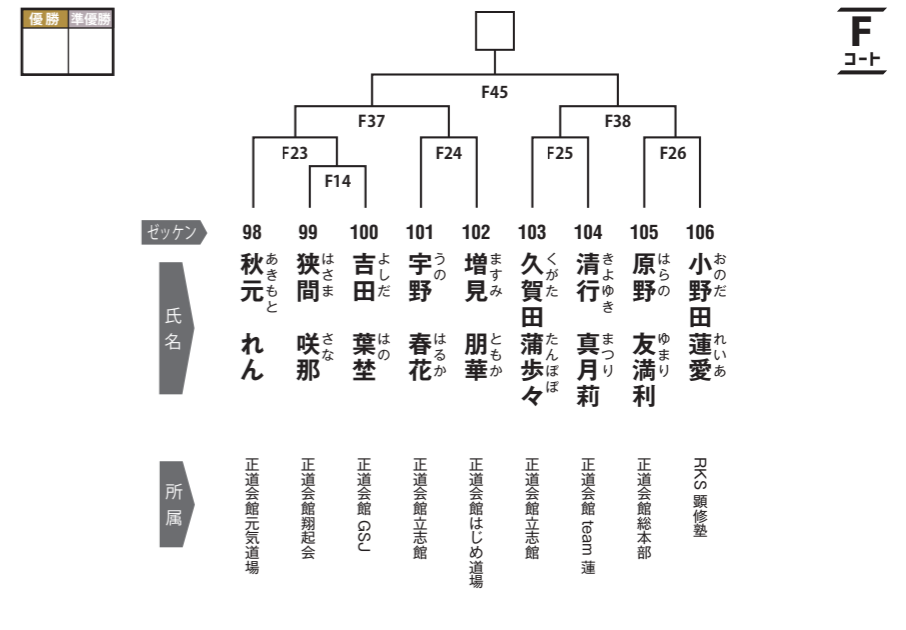 優勝 準優勝
F
コート
F45
F37 F38
F23 F24 F25 F26
F14
ゼッケン 98 99 100 101 102 103 104 105 106
氏名
秋元 れん
あきもと
狭間 咲那
はざま さな
吉田 葉埜
よしだ はの
宇野 春花
うの はるか
増見 朋華
ますみ ともか
久賀田 蒲歩々
くがた たんぽぽ
清行 真月莉
きよゆき まつり
原野 友満利
はらの ゆまり
小野田 蓮愛
おのだ れいあ
所属
正道会館元気道場
正道会館翔起会
正道会館 GSJ
正道会館立志館
正道会館はじめ道場
正道会館立志館
正道会館 team 蓮
正道会館総本部
RKS 顕修塾